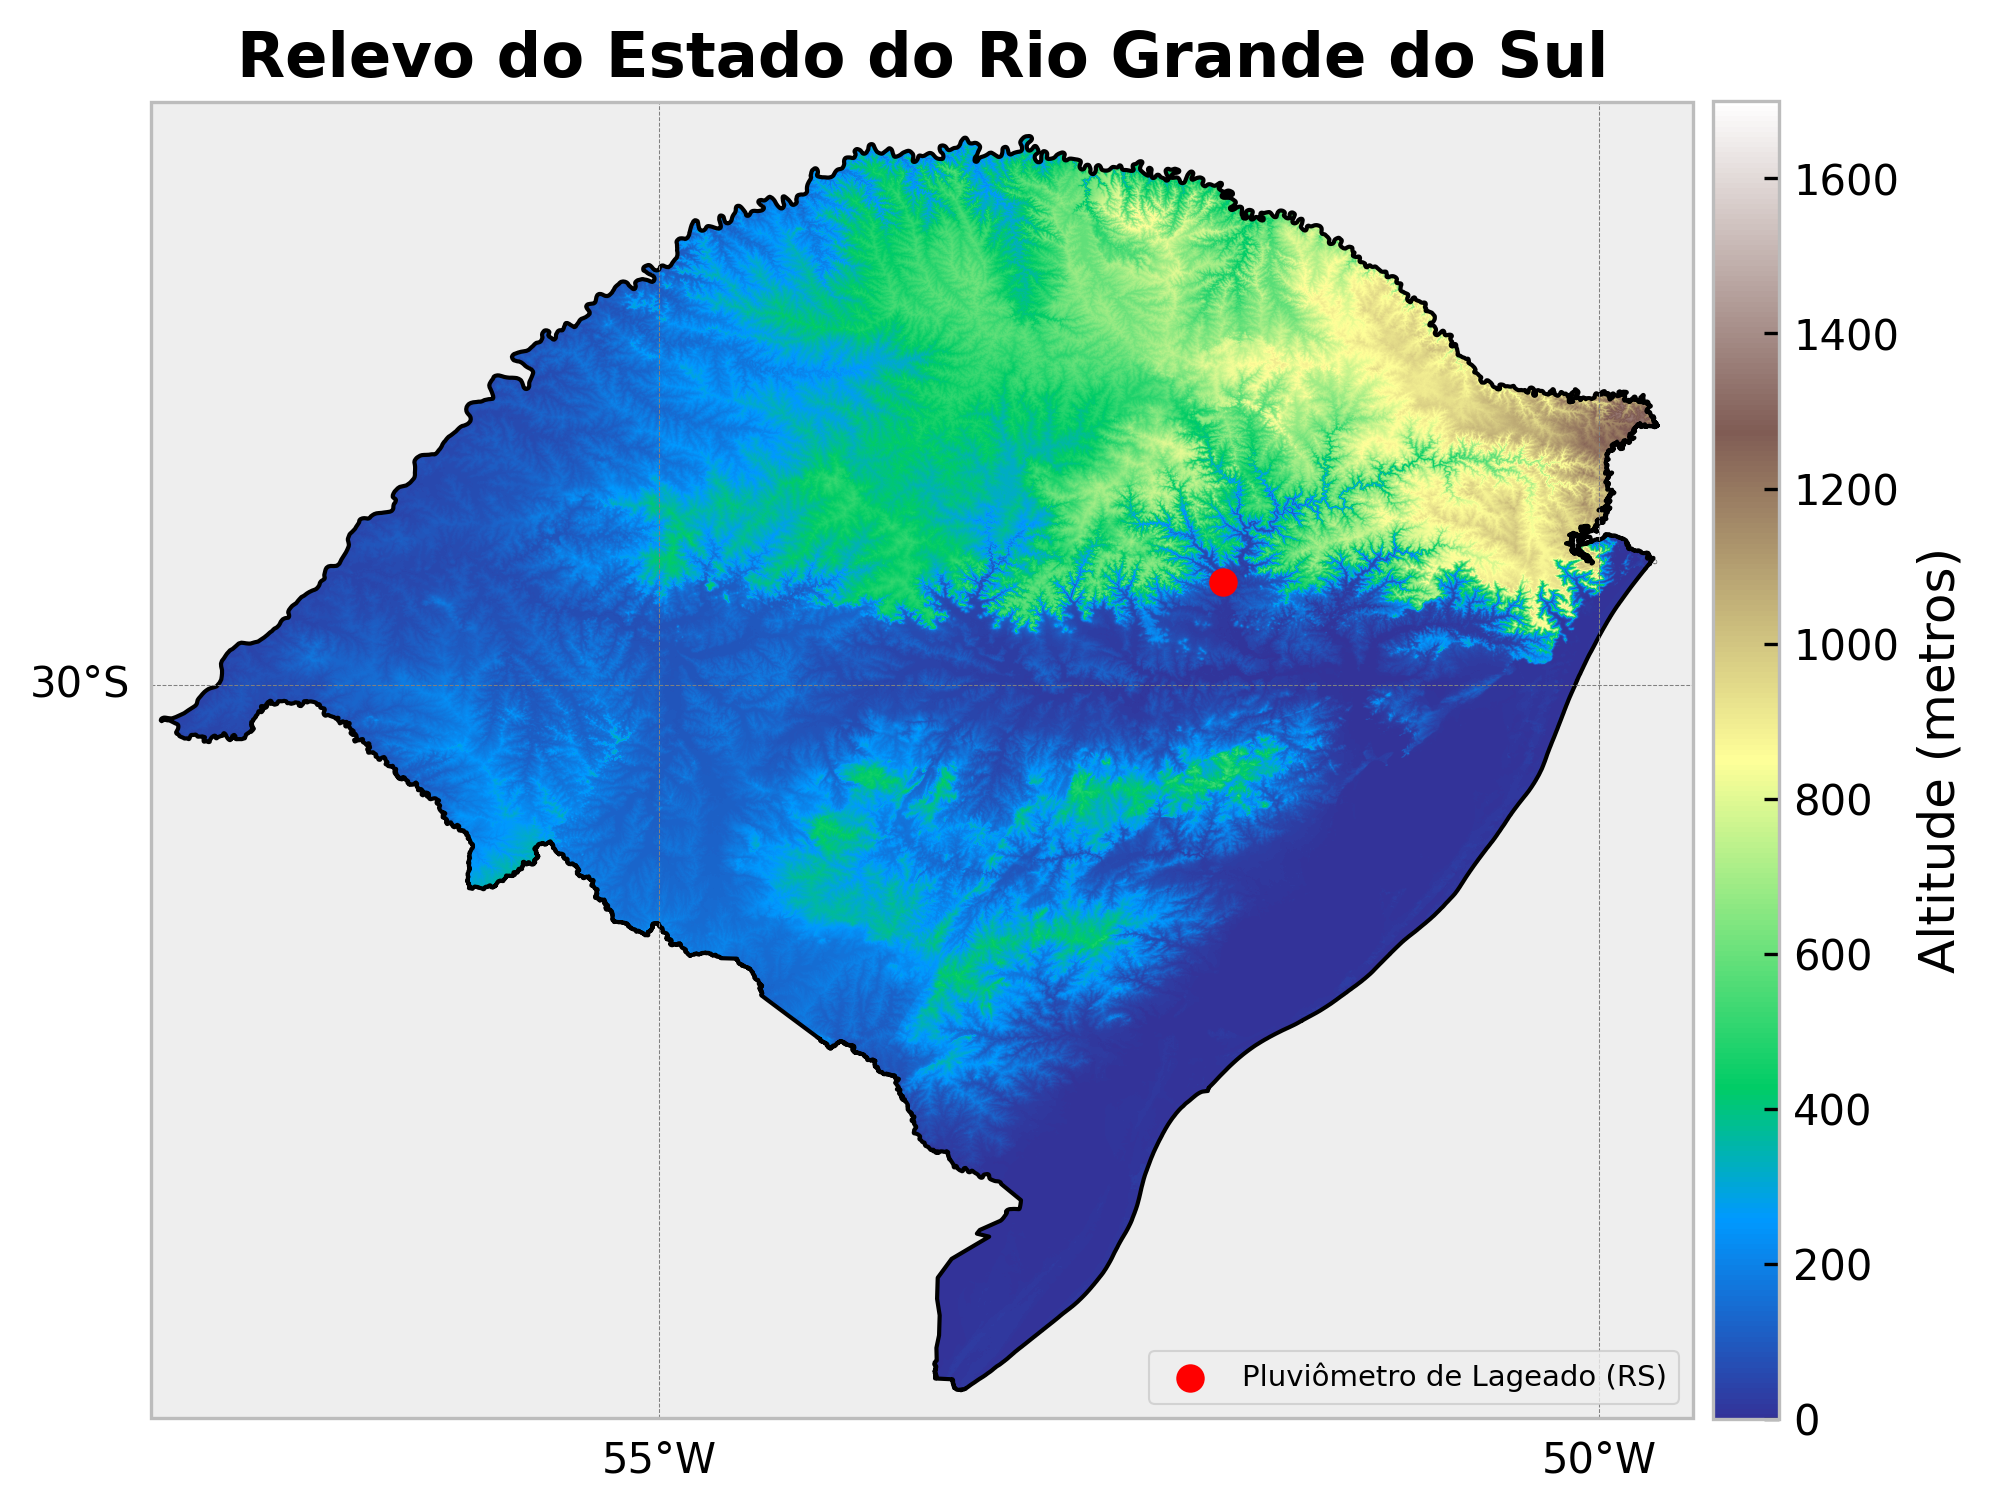 Relevo do Estado do Rio Grande do Sul
1600
1400
1200
1000
800
600
400
200
0
Altitude (metros)
30°S
55°W
50°W
Pluviômetro de Lageado (RS)